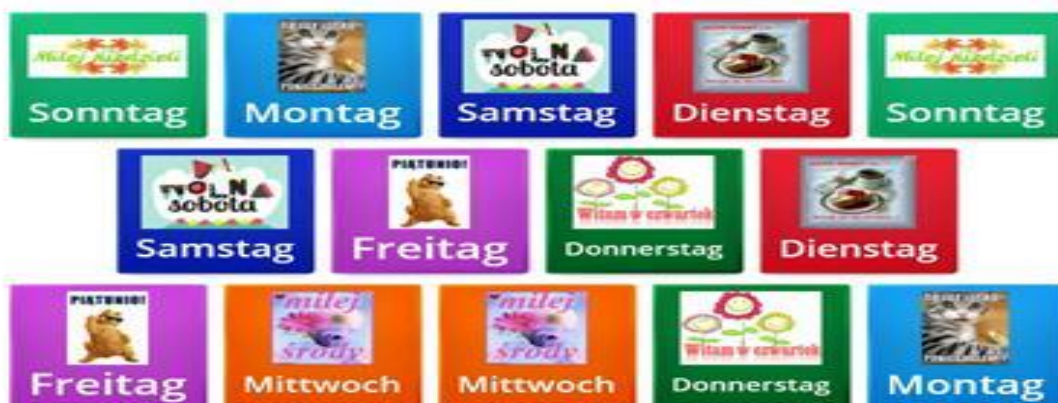 Miłej niedzieli
WOLNA
sobota
Miłej niedzieli
Sonntag
Montag
Samstag
Dienstag
Sonntag
WOLNA
sobota
PIĄTUNIO!
Witam w czwartek
Samstag
Freitag
Donnerstag
Dienstag
PIĄTUNIO!
miłej
środy
miłej
środy
Witam w czwartek
Freitag
Mittwoch
Mittwoch
Donnerstag
Montag